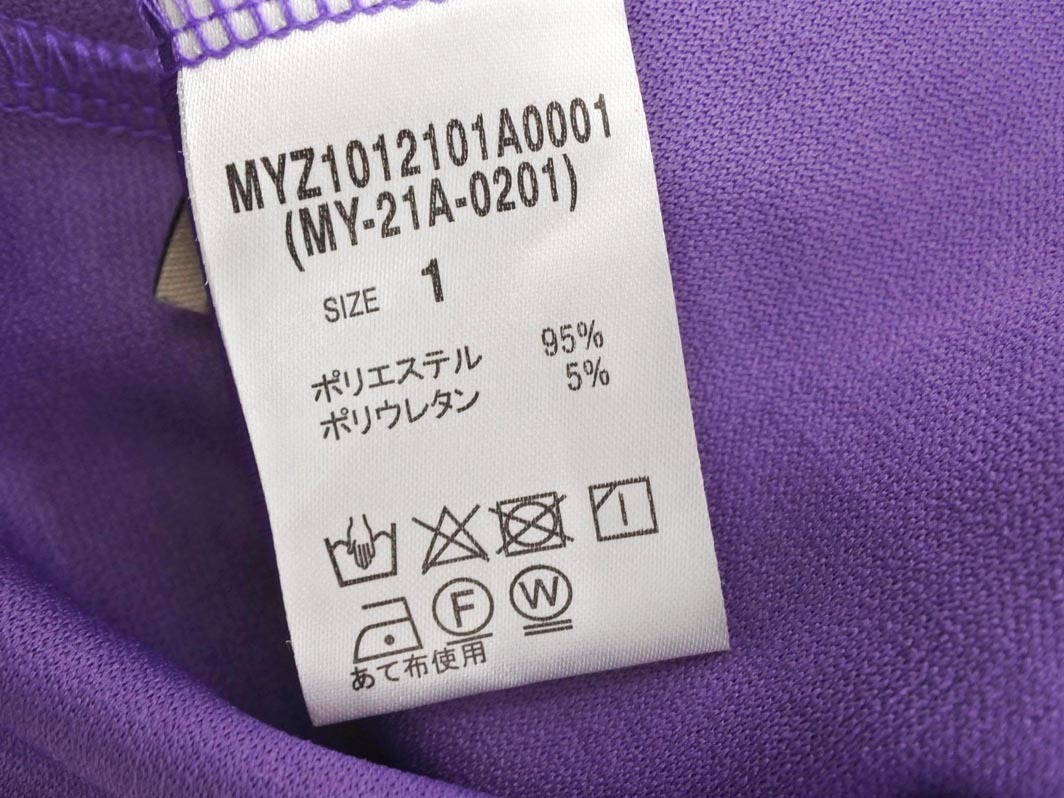 MYZ1012101A0001
(MY-21A-0201)
SIZE 1
ポリエステル 95%
ポリウレタン 5%
F W
あて布使用